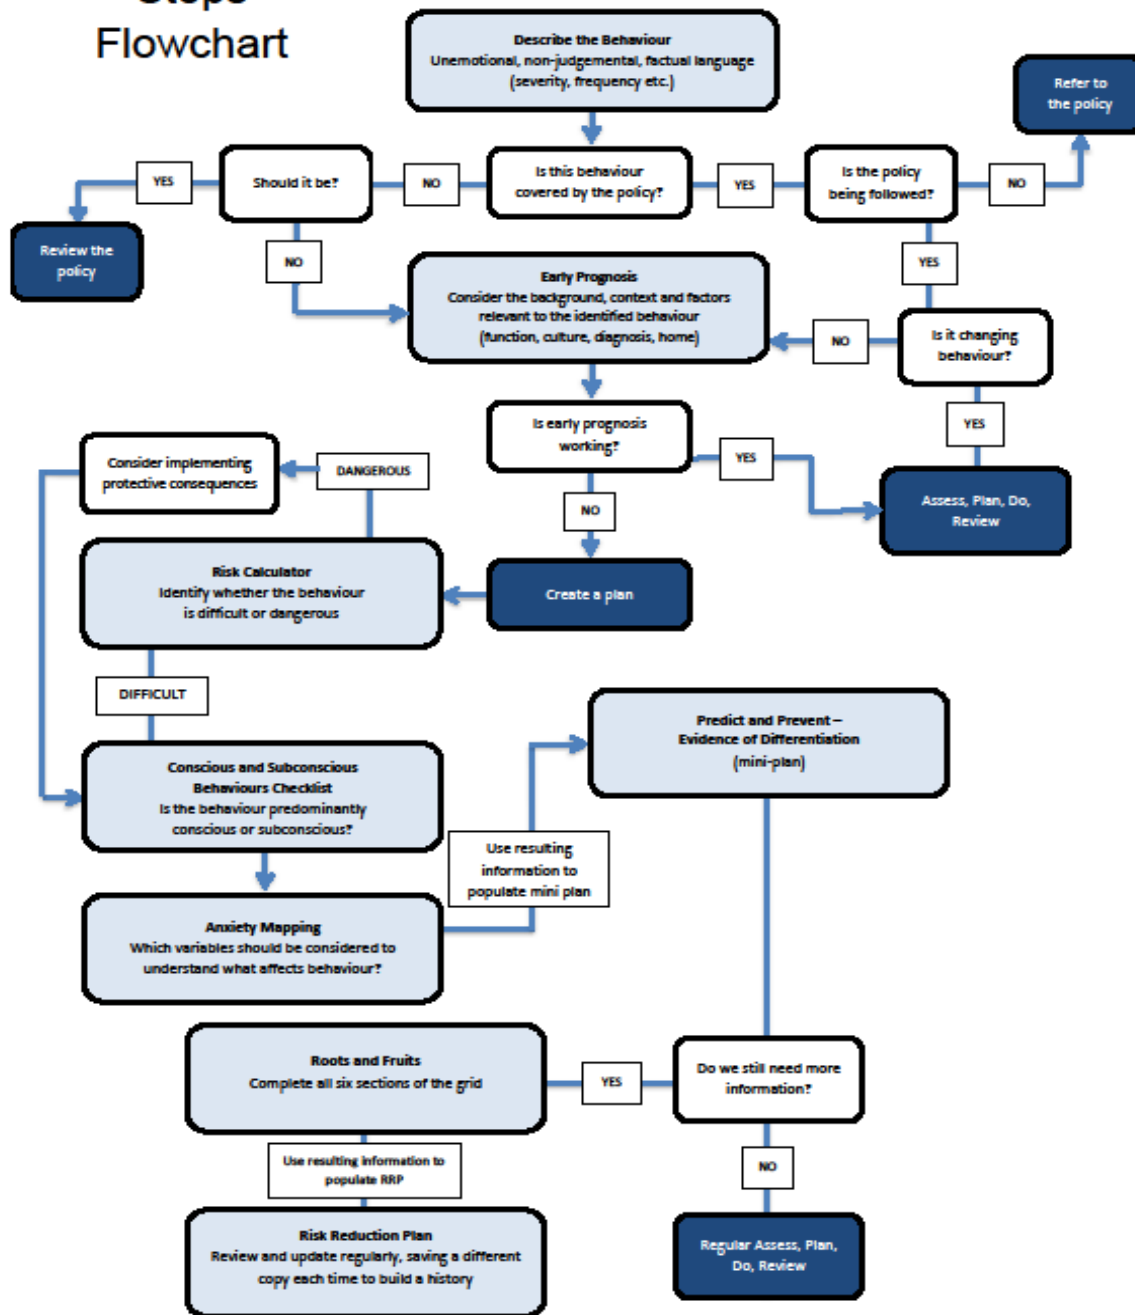 Flowchart
Describe the Behaviour
Unemotional, non-judgemental, factual language
(severity, frequency etc.)
Refer to
the policy
YES
Should it be?
NO
Is this behaviour
covered by the policy?
YES
Is the policy
being followed?
NO
Review the
policy
NO
YES
Early Prognosis
Consider the background, context and factors
relevant to the identified behaviour
(function, culture, diagnosis, home)
NO
Is it changing
behaviour?
Is early prognosis
working?
YES
YES
Consider implementing
protective consequences
DANGEROUS
NO
Assess, Plan, Do,
Review
Risk Calculator
Identify whether the behaviour
is difficult or dangerous
Create a plan
DIFFICULT
Predict and Prevent –
Evidence of Differentiation
(mini-plan)
Conscious and Subconscious
Behaviours Checklist
Is the behaviour predominantly
conscious or subconscious?
Use resulting
information to
populate mini plan
Anxiety Mapping
Which variables should be considered to
understand what affects behaviour?
Roots and Fruits
Complete all six sections of the grid
YES
Do we still need more
information?
Use resulting information to
populate RRP
NO
Risk Reduction Plan
Review and update regularly, saving a different
copy each time to build a history
Regular Assess, Plan,
Do, Review